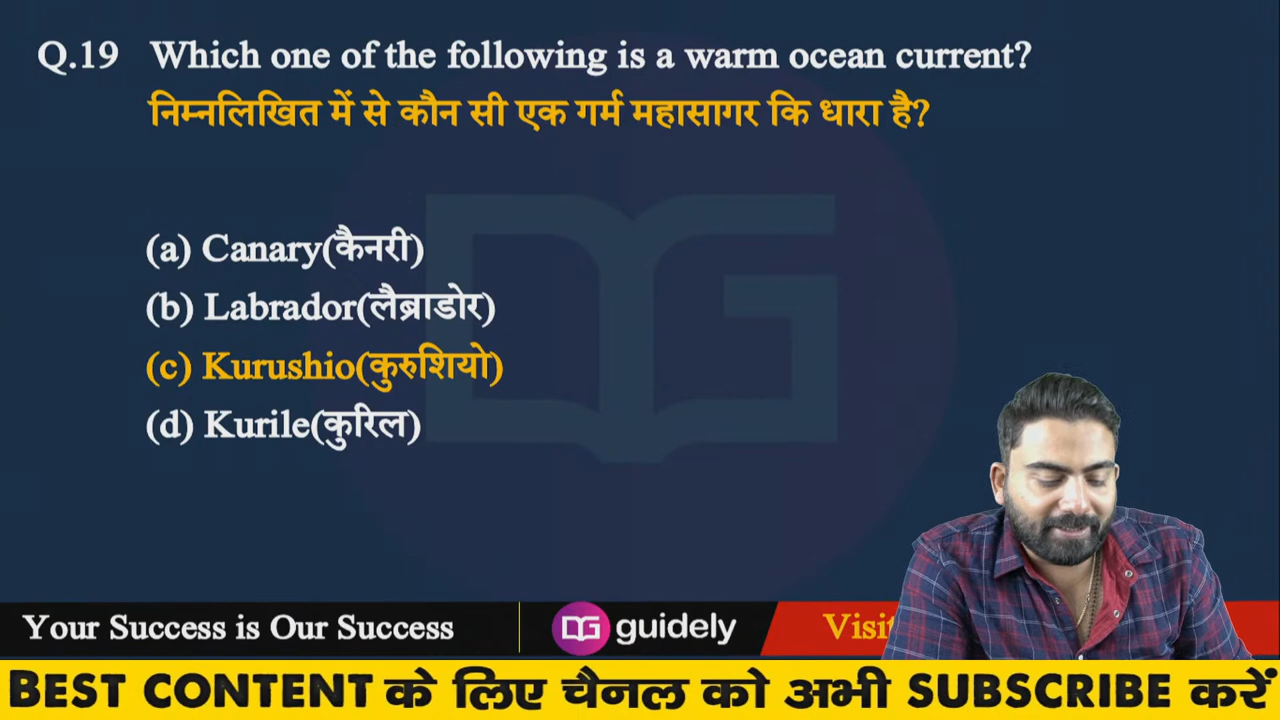 Q.19 Which one of the following is a warm ocean current?
निम्नलिखित में से कौन सी एक गर्म महासागर कि धारा है?
(a) Canary(कैनरी)
(b) Labrador(लैब्राडोर)
(c) Kurushio(कुरुशियो)
(d) Kurile(कुरिल)
Your Success is Our Success
guidely
Visit
BEST CONTENT के लिए चैनल को अभी SUBSCRIBE करें